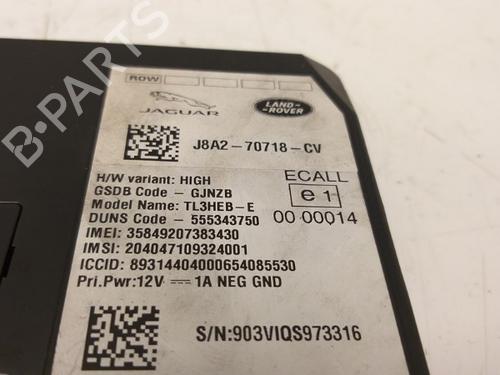 ROW
JAGUAR
LAND-
ROVER
J8A2-70718-CV
H/W variant: HIGH
GSDB Code - GJNZB
Model Name: TL3HEB-E
DUNS Code - 555343750
IMEI: 35849207383430
IMSI: 204047109324001
ICCID: 89314404000654085530
Pri.Pwr:12V 1A NEG GND
ECALL
e1
00 00014
S/N:903VIQS973316
B-PARTS